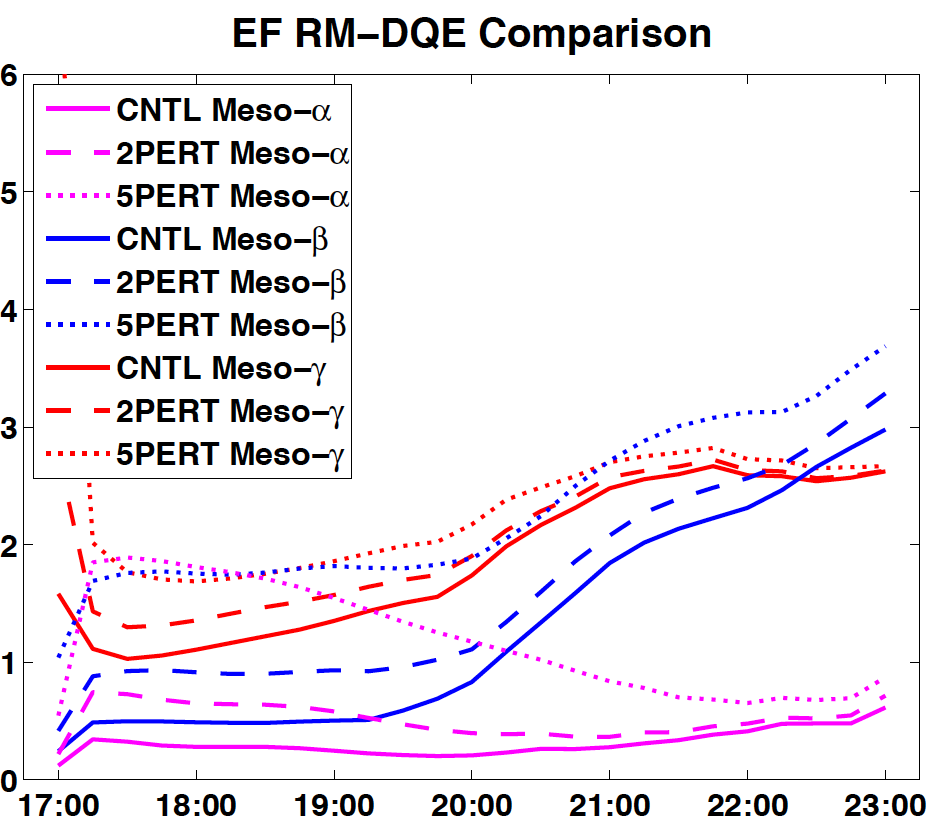 EF RM−DQE Comparison
6
5
4
3
2
1
0
CNTL Meso−α
2PERT Meso−α
5PERT Meso−α
CNTL Meso−β
2PERT Meso−β
5PERT Meso−β
CNTL Meso−γ
2PERT Meso−γ
5PERT Meso−γ
17:00 18:00 19:00 20:00 21:00 22:00 23:00